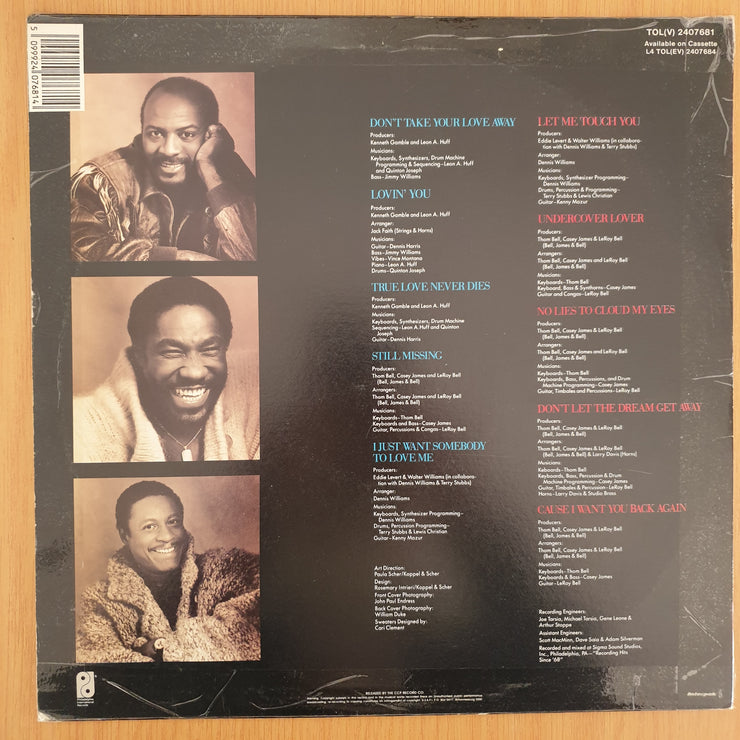 5 099924 076814
TOL(V) 2407681
Available on Cassette
L4 TOL(EV) 2407684
DON'T TAKE YOUR LOVE AWAY
Producers:
Kenneth Gamble and Leon A. Huff
Musicians:
Keyboards, Synthesizers, Drum Machine
Programming & Sequencing–Leon A. Huff
and Quinton Joseph
Bass–Jimmy Williams
LOVIN' YOU
Producers:
Kenneth Gamble and Leon A. Huff
Arranger:
Jack Faith (Strings & Horns)
Musicians:
Guitar–Dennis Harris
Bass–Jimmy Williams
Vibes–Vince Montana
Piano–Leon A. Huff
Drums–Quinton Joseph
TRUE LOVE NEVER DIES
Producers:
Kenneth Gamble and Leon A. Huff
Musicians:
Keyboards, Synthesizers, Drum Machine
Sequencing–Leon A. Huff and Quinton
Joseph
Guitar–Dennis Harris
STILL MISSING
Producers:
Thom Bell, Casey James and LeRoy Bell
(Bell, James & Bell)
Arrangers:
Thom Bell, Casey James and LeRoy Bell
(Bell, James & Bell)
Musicians:
Keyboards–Thom Bell
Keyboards and Bass–Casey James
Guitar, Percussions & Congas–LeRoy Bell
I JUST WANT SOMEBODY
TO LOVE ME
Producers:
Eddie Levert & Walter Williams (in collabora-
tion with Dennis Williams & Terry Stubbs)
Arranger:
Dennis Williams
Musicians:
Keyboards, Synthesizer Programming–
Dennis Williams
Drums, Percussion Programming–
Terry Stubbs & Lewis Christian
Guitar–Kenny Mazur
Art Direction:
Paula Scher/Koppel & Scher
Design:
Rosemary Intrieri/Koppel & Scher
Front Cover Photography:
John Paul Endress
Back Cover Photography:
William Duke
Sweaters Designed by:
Cari Clement
LET ME TOUCH YOU
Producers:
Eddie Levert & Walter Williams (in collabora-
tion with Dennis Williams & Terry Stubbs)
Arranger:
Dennis Williams
Musicians:
Keyboards, Synthesizer Programming–
Dennis Williams
Drums, Percussion & Programming–
Terry Stubbs & Lewis Christian
Guitar–Kenny Mazur
UNDERCOVER LOVER
Producers:
Thom Bell, Casey James & LeRoy Bell
(Bell, James & Bell)
Arrangers:
Thom Bell, Casey James and LeRoy Bell
(Bell, James & Bell)
Musicians:
Keyboards–Thom Bell
Keyboard, Bass & Synthorns–Casey James
Guitar and Congas–LeRoy Bell
NO LIES TO CLOUD MY EYES
Producers:
Thom Bell, Casey James & LeRoy Bell
(Bell, James & Bell)
Arrangers:
Thom Bell, Casey James & LeRoy Bell
(Bell, James & Bell)
Musicians:
Keyboards–Thom Bell
Keyboards, Bass, Percussions, and Drum
Machine Programming–Casey James
Guitar, Timbales and Percussions–LeRoy Bell
DON'T LET THE DREAM GET AWAY
Producers:
Thom Bell, Casey James & LeRoy Bell
(Bell, James & Bell)
Arrangers:
Thom Bell, Casey James & LeRoy Bell
(Bell, James & Bell) & Larry Davis (Horns)
Musicians:
Keboards–Thom Bell
Keyboards, Bass, Percussion & Drum
Machine Programming–Casey James
Guitar, Timbales & Percussion–LeRoy Bell
Horns–Larry Davis & Studio Brass
CAUSE I WANT YOU BACK AGAIN
Producers:
Thom Bell, Casey James & LeRoy Bell
(Bell, James & Bell)
Arrangers:
Thom Bell, Casey James & LeRoy Bell
(Bell, James & Bell)
Musicians:
Keyboards–Thom Bell
Keyboards & Bass–Casey James
Guitar–LeRoy Bell
Recording Engineers:
Joe Tarsia, Michael Tarsia, Gene Leone &
Arthur Stoppe
Assistant Engineers:
Scott MacMinn, Dave Saia & Adam Silverman
Recorded and mixed at Sigma Sound Studios,
Inc., Philadelphia, PA–"Recording Hits
Since '68"
Philadelphia
International
Records
RELEASED BY THE CCP RECORD CO.